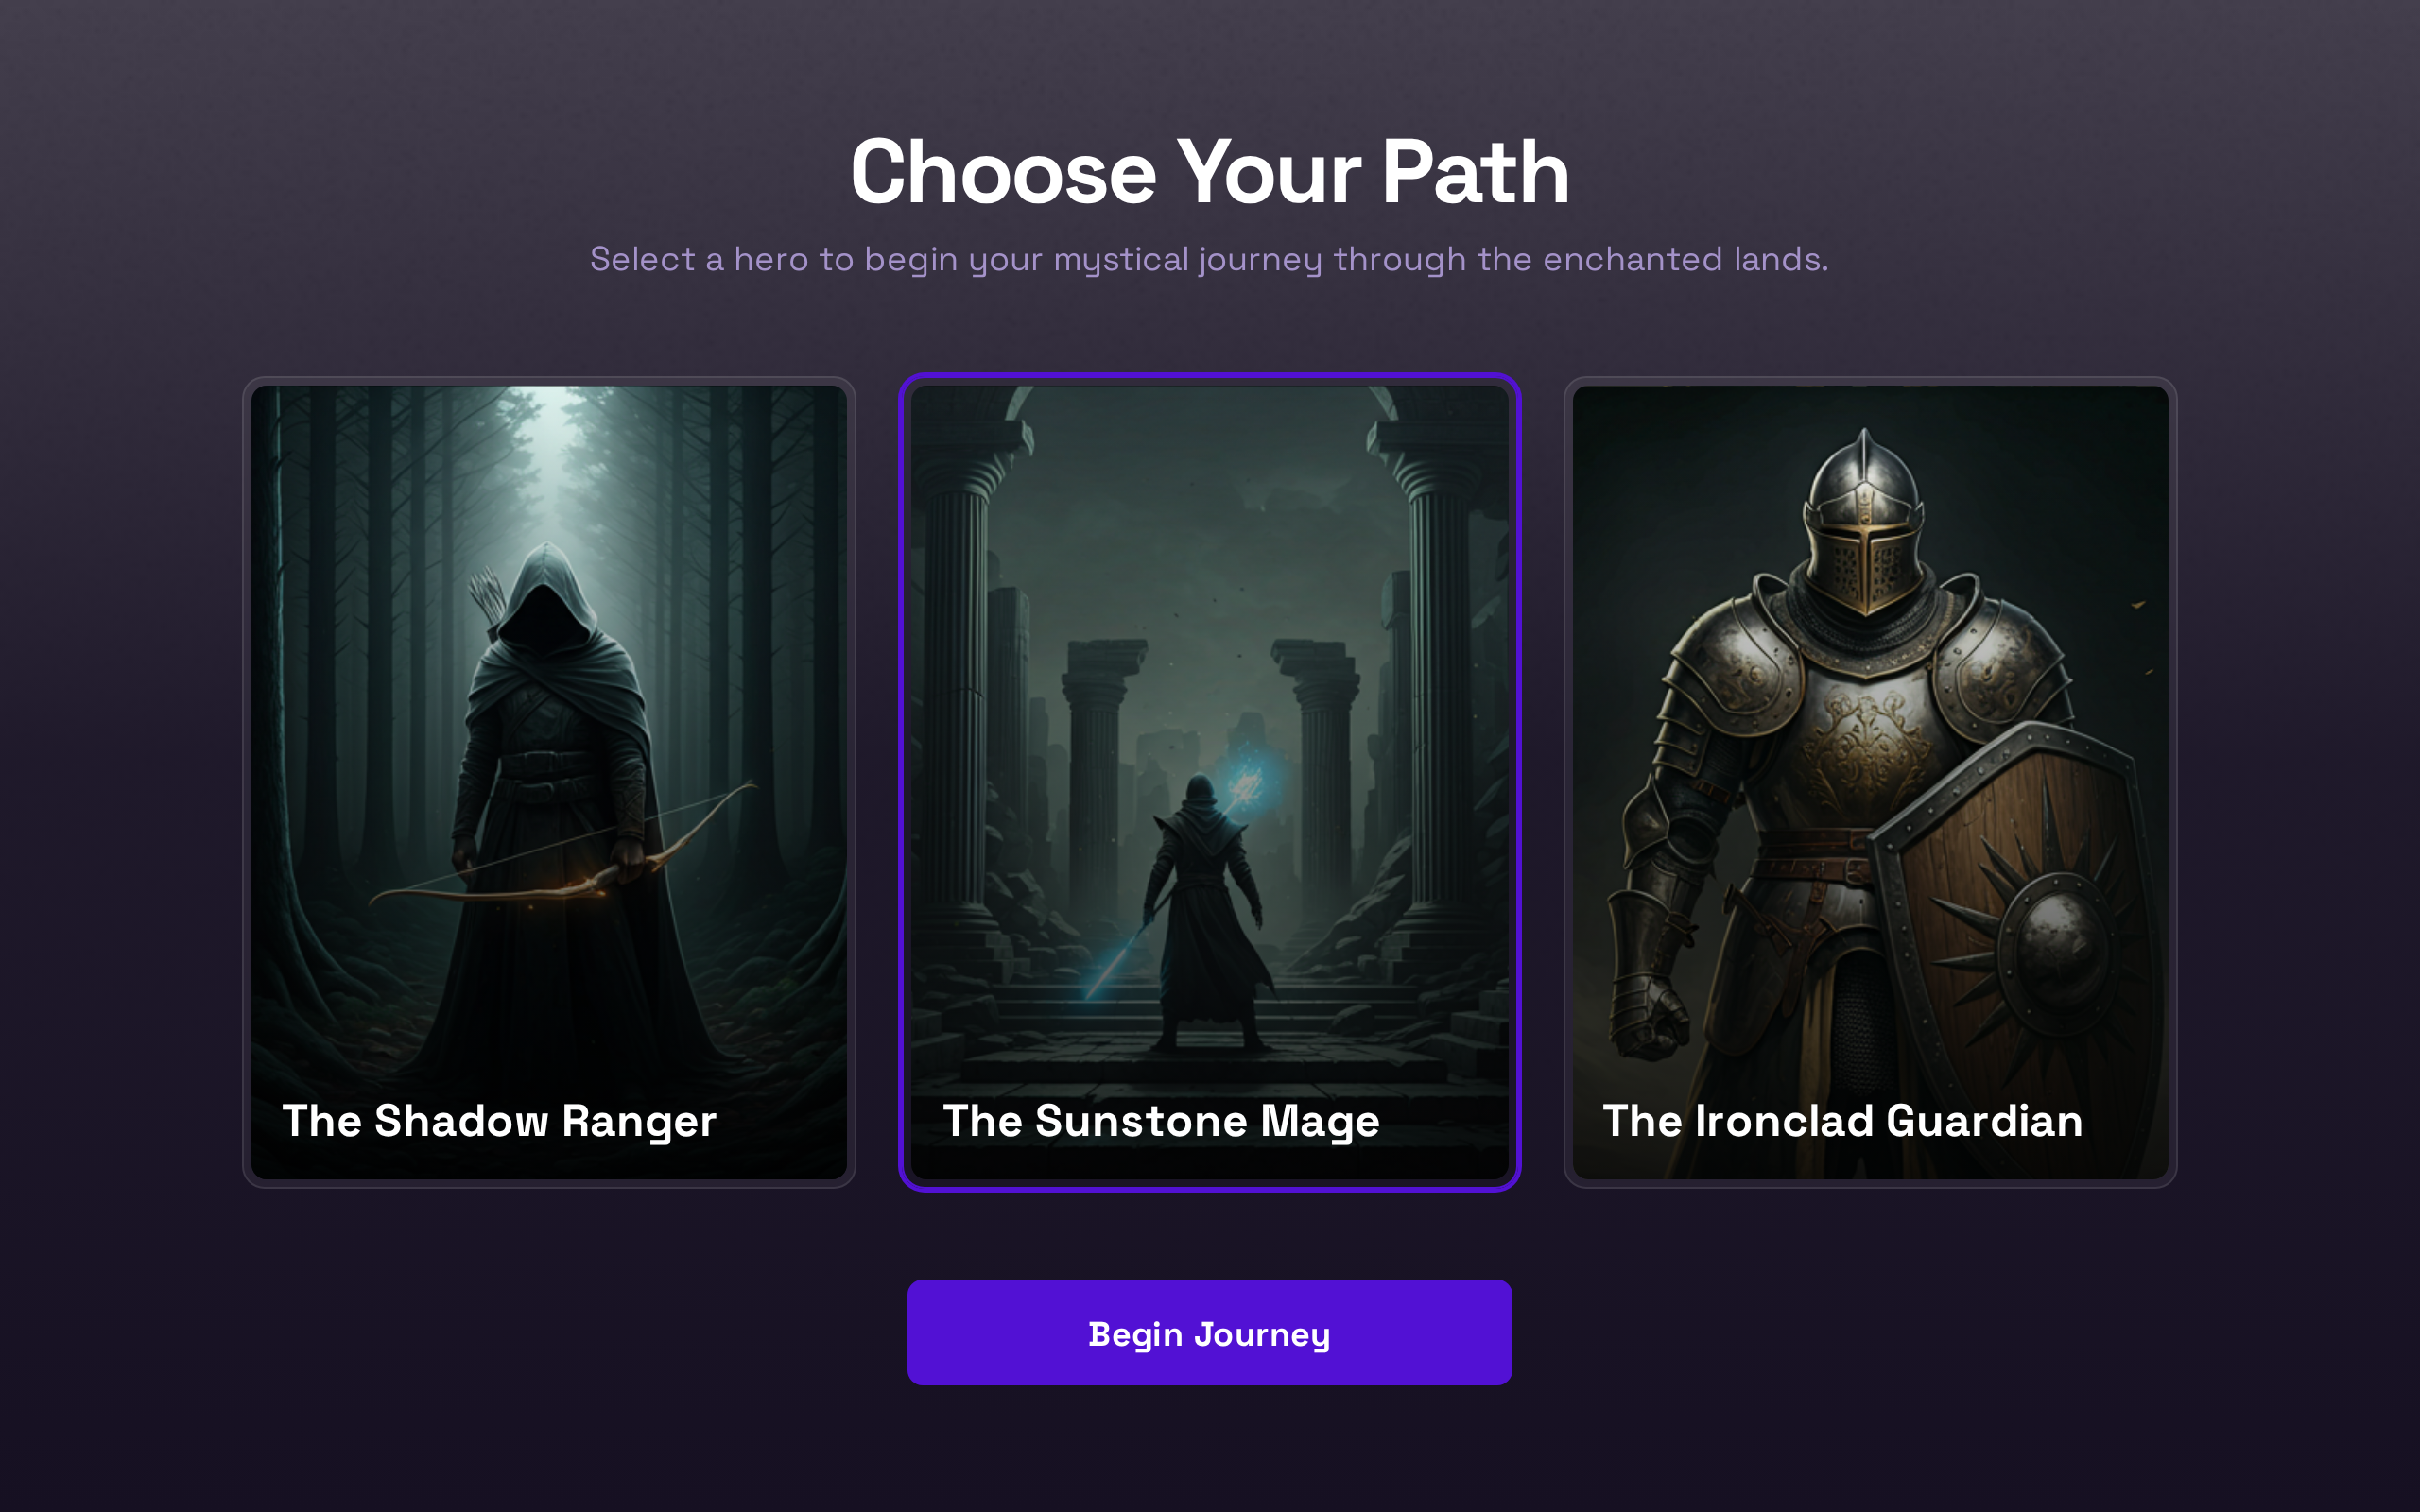 Choose Your Path
Select a hero to begin your mystical journey through the enchanted lands.
The Shadow Ranger
The Sunstone Mage
The Ironclad Guardian
Begin Journey